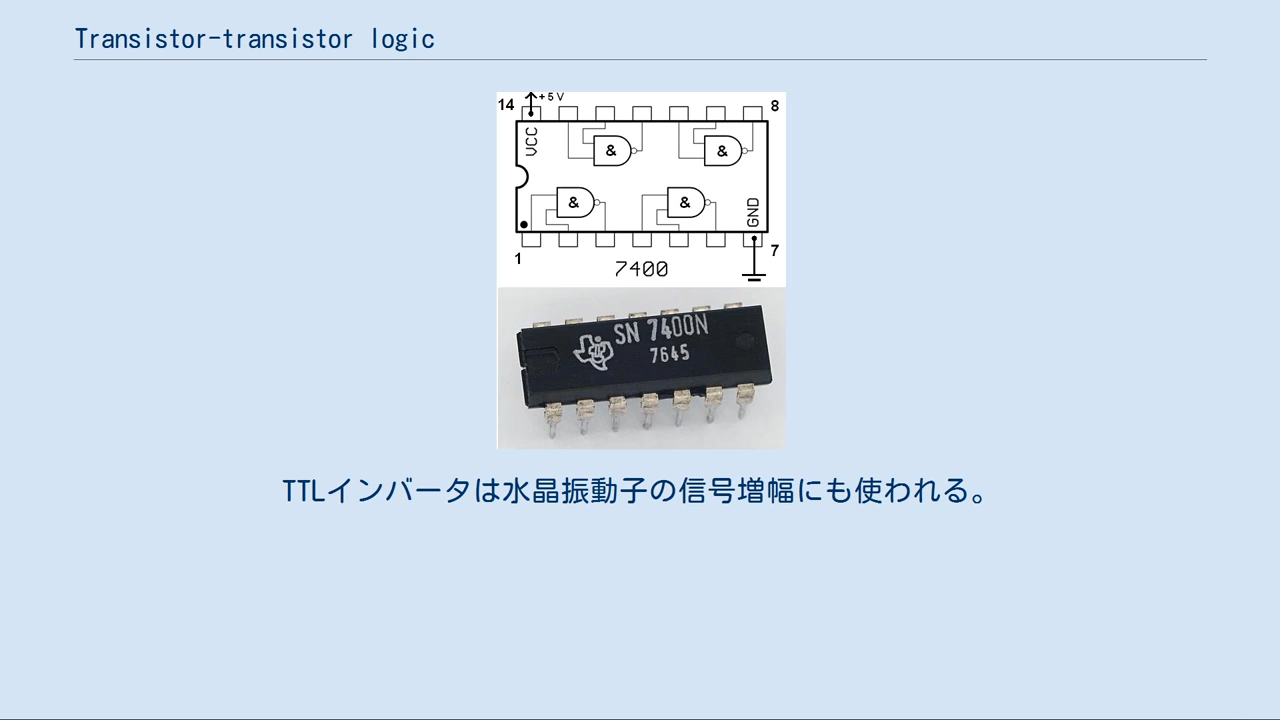 Transistor-transistor logic
14 +5V 8
VCC
& &
& &
GND
1 7
7400
SN 7400N
7645
TTLインバータは水晶振動子の信号増幅にも使われる。